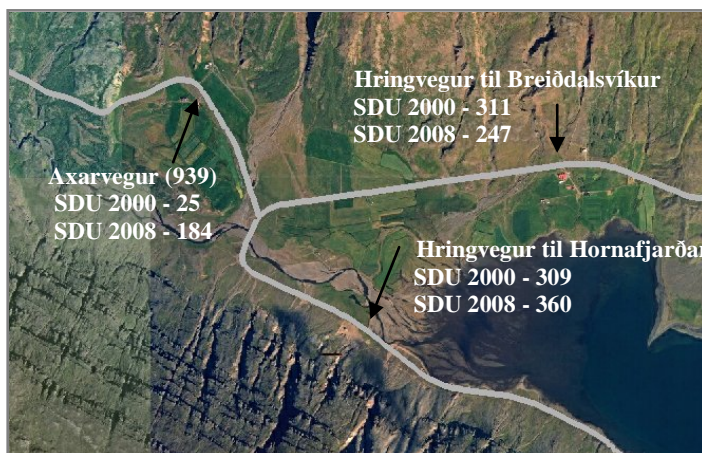 Hringvegur til Breiðdalsvíkur
SDU 2000 - 311
SDU 2008 - 247
Axarvegur (939)
SDU 2000 - 25
SDU 2008 - 184
Hringvegur til Hornafjarðar
SDU 2000 - 309
SDU 2008 - 360